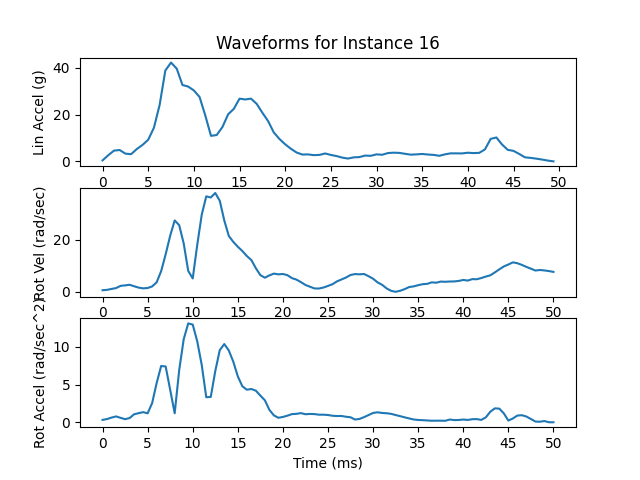 Waveforms for Instance 16
Lin Accel (g)
40
20
0
0 5 10 15 20 25 30 35 40 45 50
Rot Vel (rad/sec)
20
0
0 5 10 15 20 25 30 35 40 45 50
Rot Accel (rad/sec^2)
10
5
0
0 5 10 15 20 25 30 35 40 45 50
Time (ms)